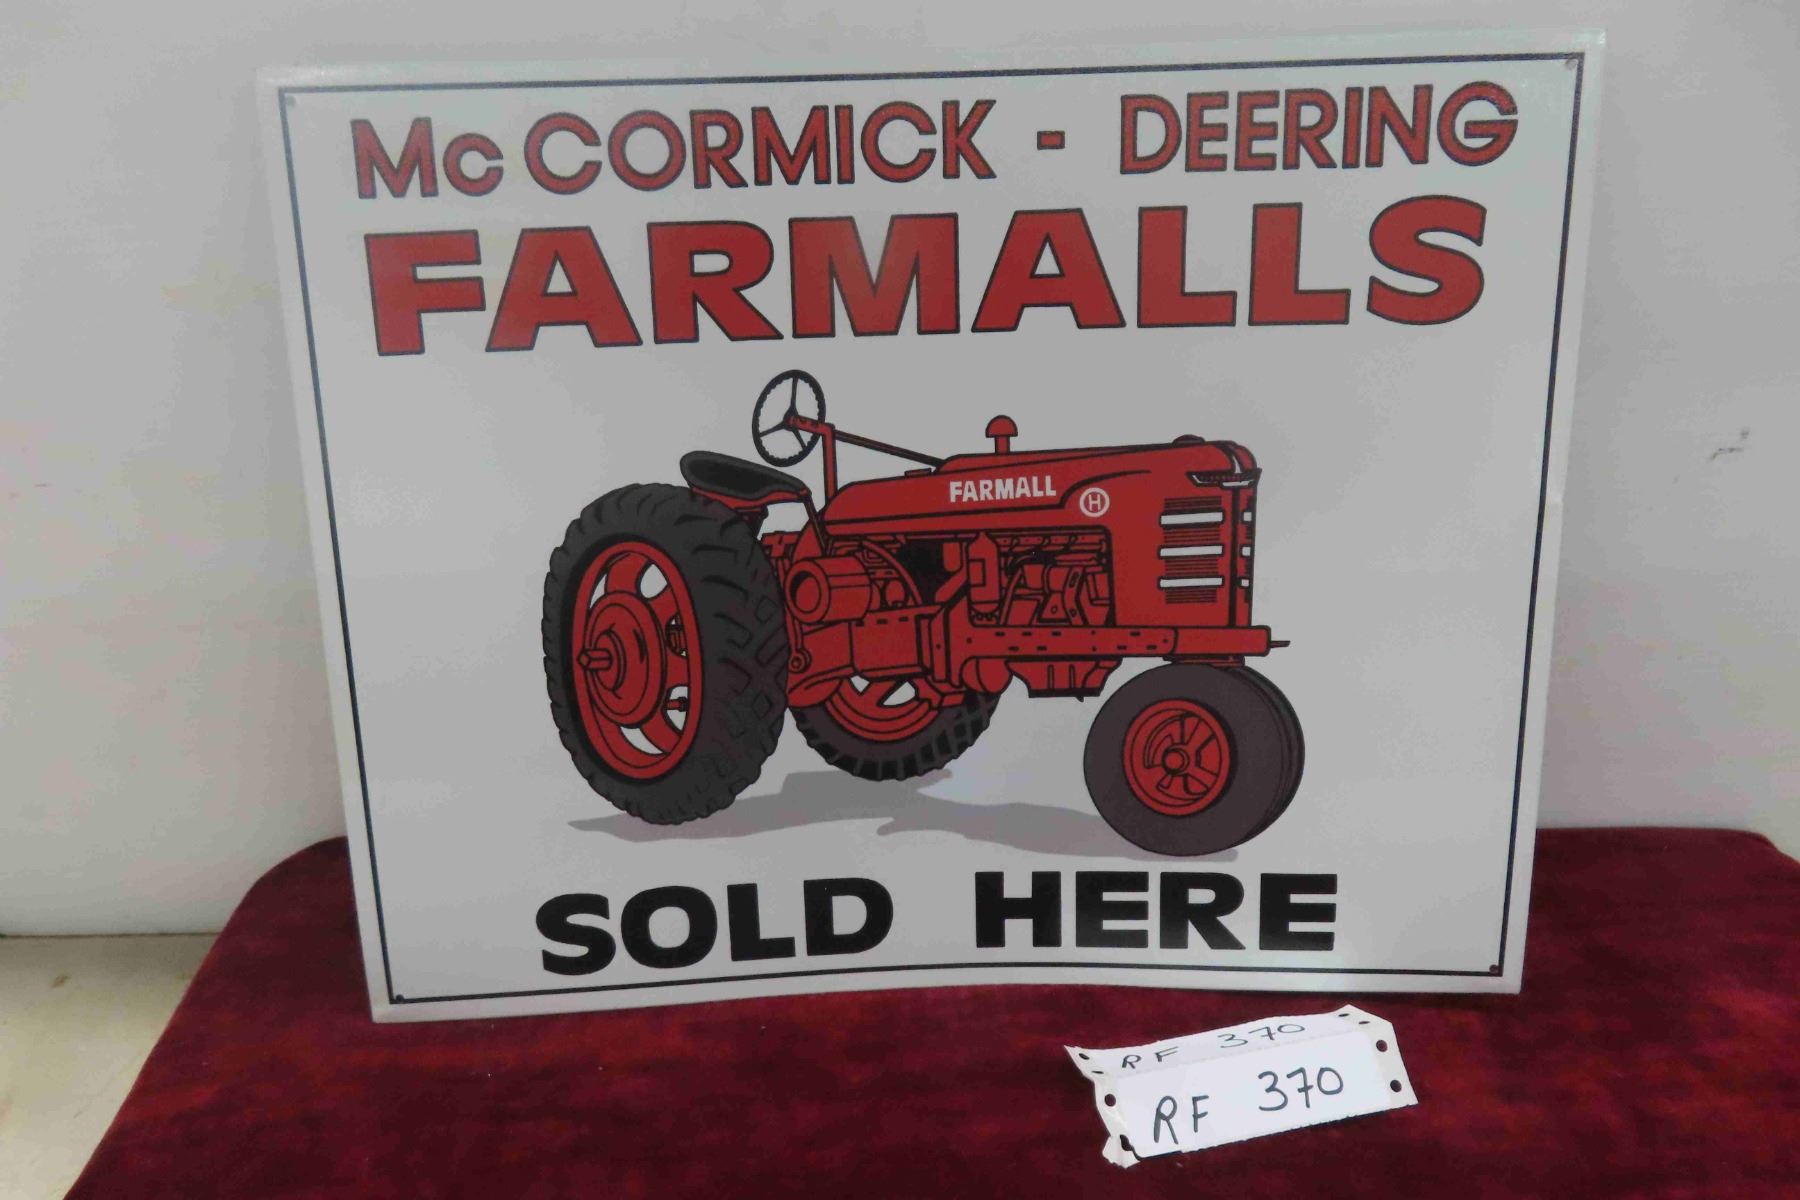 McCORMICK - DEERING
FARMALLS
FARMALL H
SOLD HERE
RF 370
RF 370